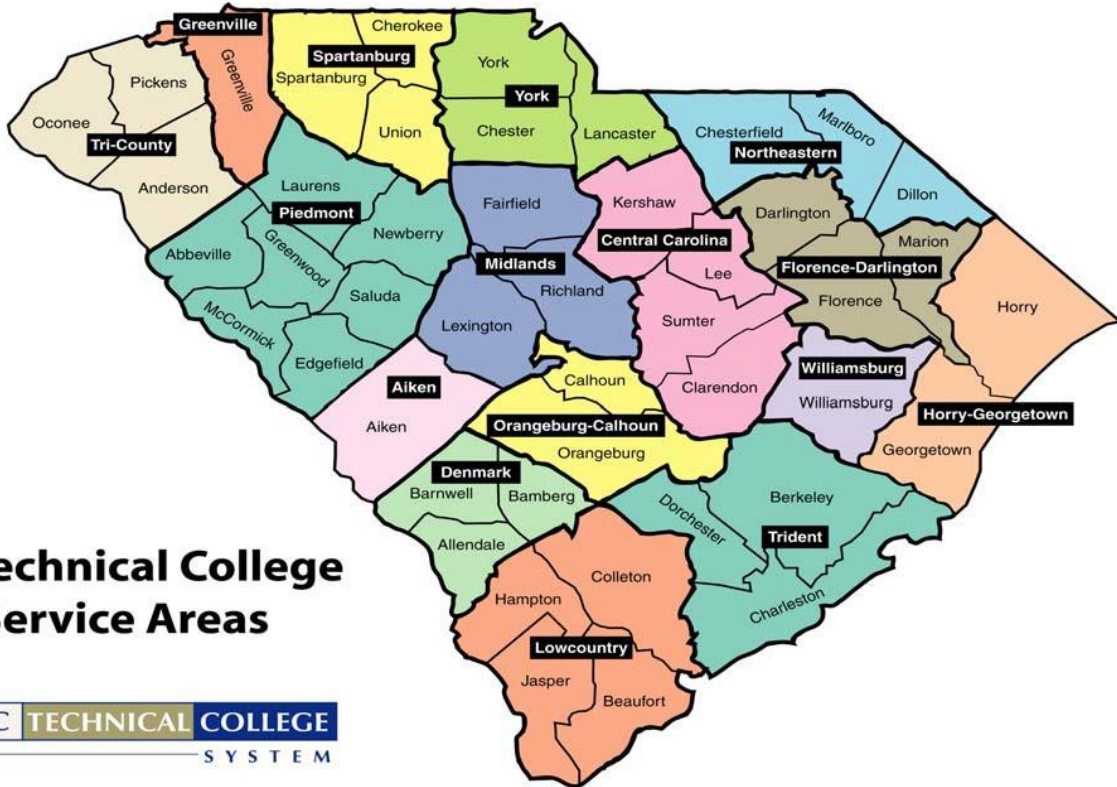 Greenville
Cherokee
Spartanburg
Spartanburg
Greenville
Pickens
York
York
Oconee
Tri-County
Union
Chester
Lancaster
Chesterfield
Marlboro
Northeastern
Anderson
Laurens
Piedmont
Fairfield
Kershaw
Darlington
Dillon
Newberry
Abbeville
Greenwood
Midlands
Central Carolina
Lee
Marion
Florence-Darlington
Saluda
Richland
Florence
Horry
McCormick
Lexington
Sumter
Edgefield
Aiken
Calhoun
Clarendon
Williamsburg
Williamsburg
Aiken
Orangeburg-Calhoun
Horry-Georgetown
Orangeburg
Georgetown
Denmark
Barnwell
Bamberg
Berkeley
Dorchester
Trident
Allendale
Colleton
Charleston
Hampton
Lowcountry
Jasper
Beaufort
echnical College
ervice Areas
C TECHNICAL COLLEGE
SYSTEM